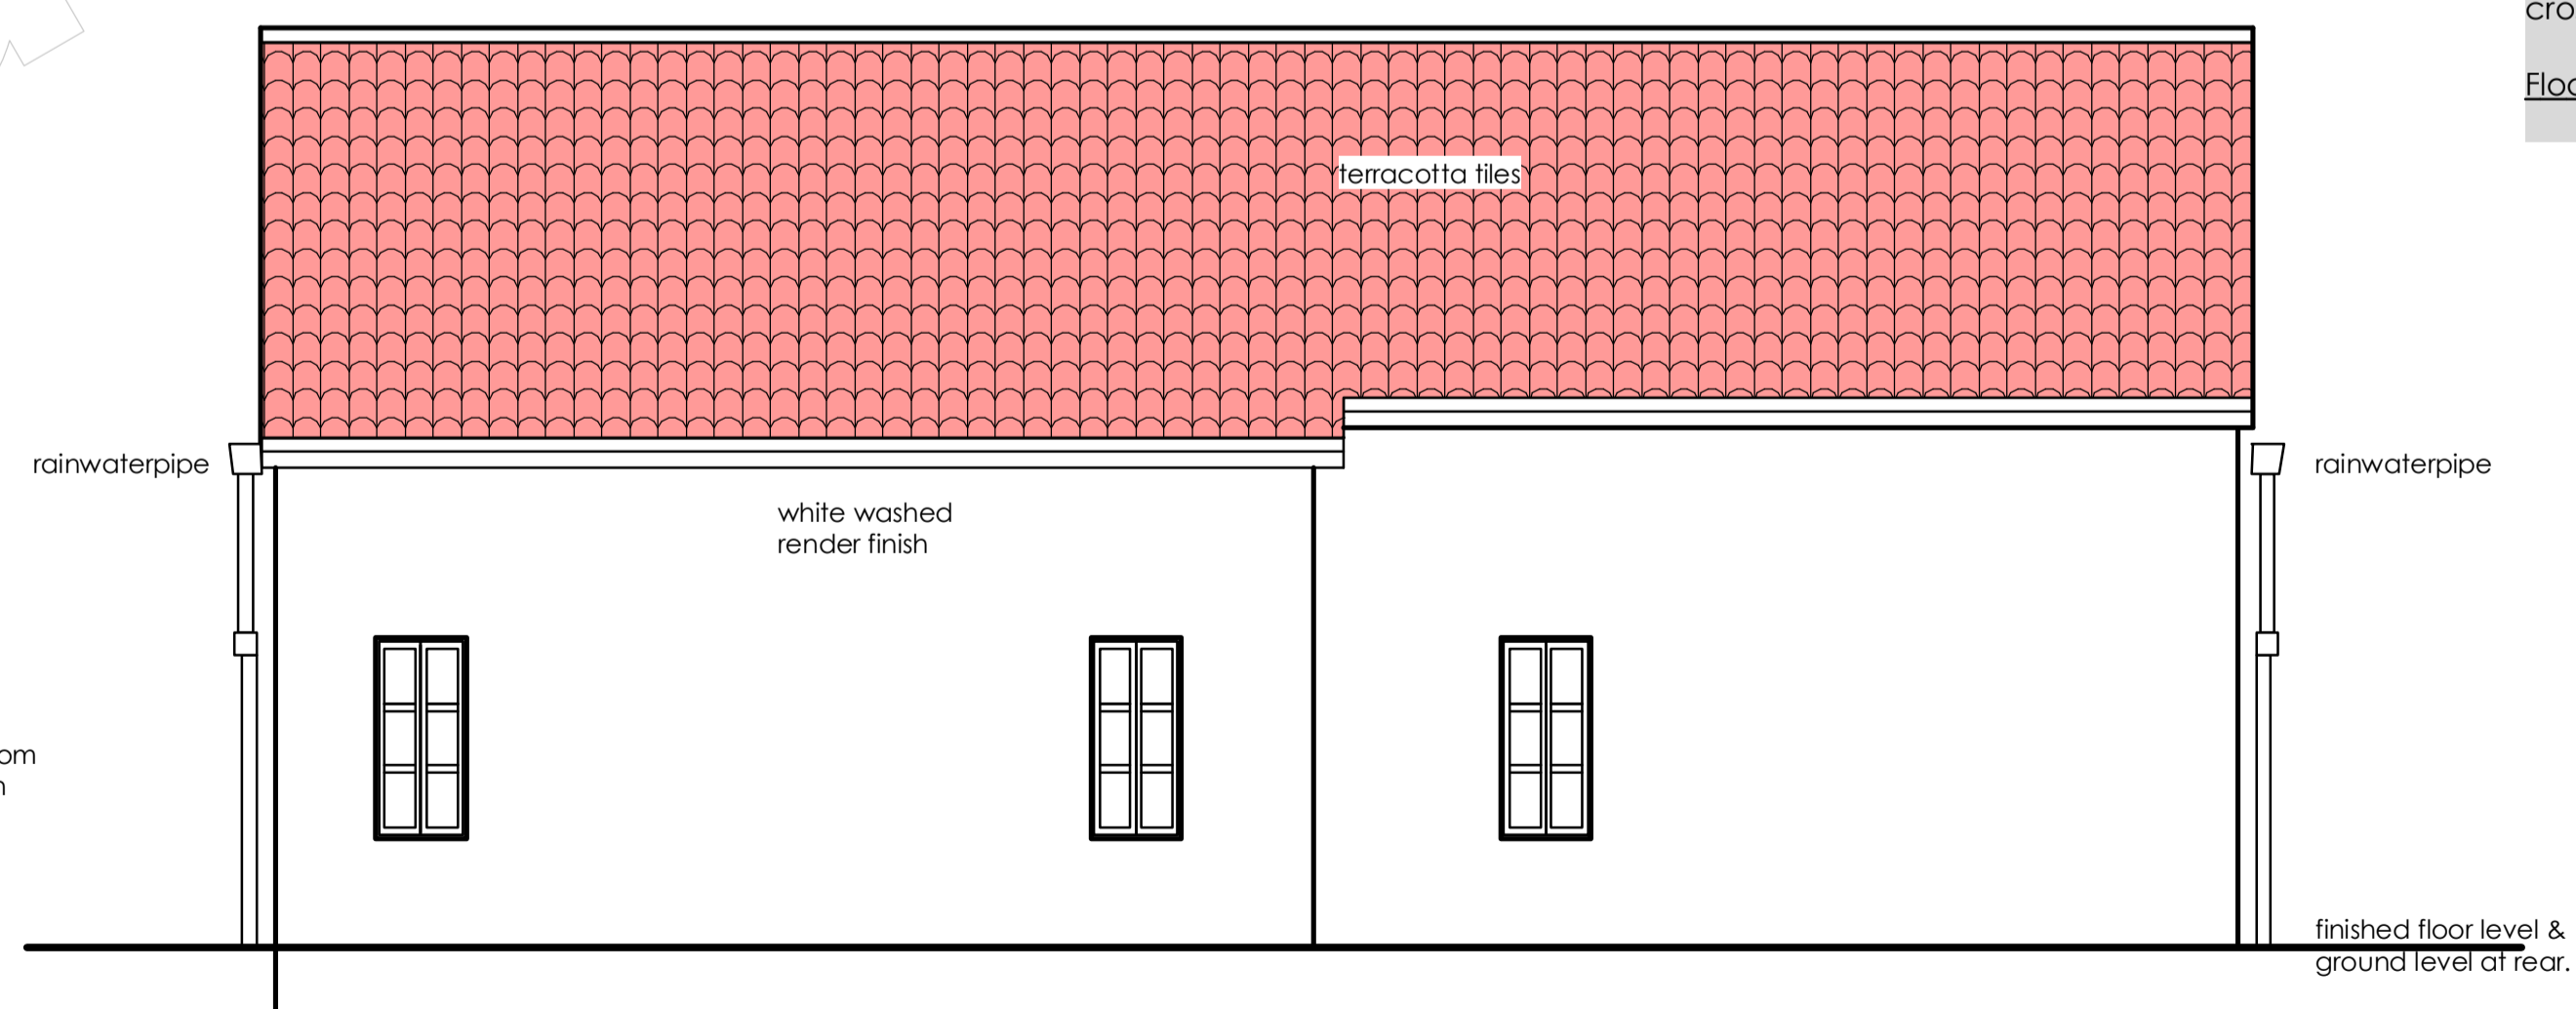 terracotta tiles
rainwaterpipe
rainwaterpipe
white washed
render finish
finished floor level &
ground level at rear.